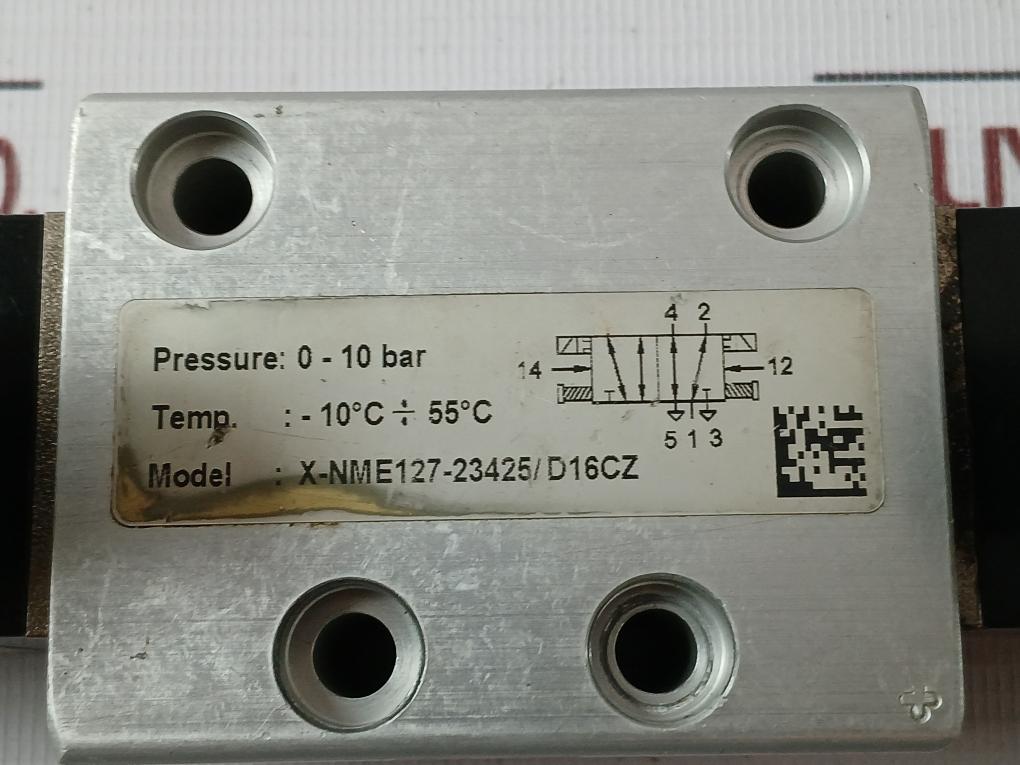 4 2
Pressure: 0 - 10 bar
14 12
Temp. : - 10°C ÷ 55°C
5 1 3
Model : X-NME127-23425/D16CZ